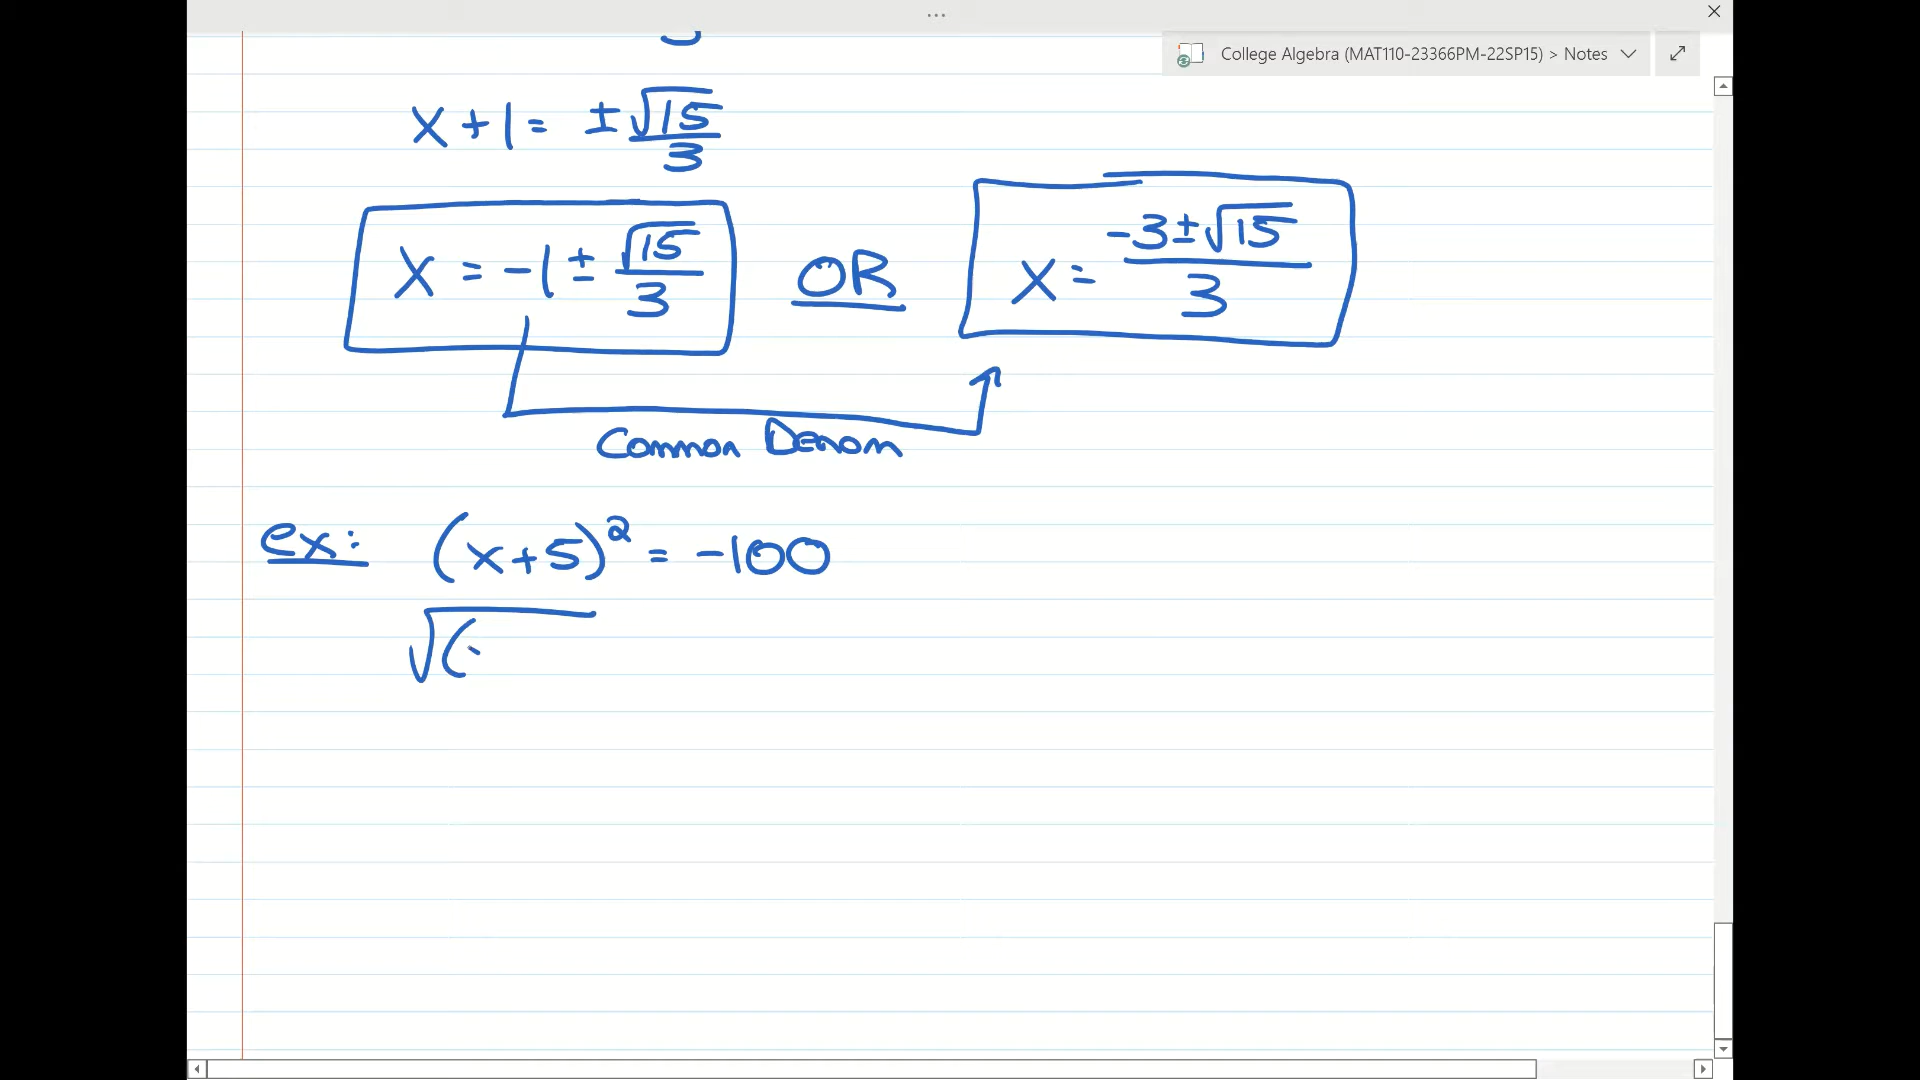 ...
College Algebra (MAT110-23366PM-22SP15) > Notes
x + 1 = ± √15 / 3
x = -1 ± √15 / 3 OR x = -3 ± √15 / 3
Common Denom
ex: (x + 5)² = -100
√(